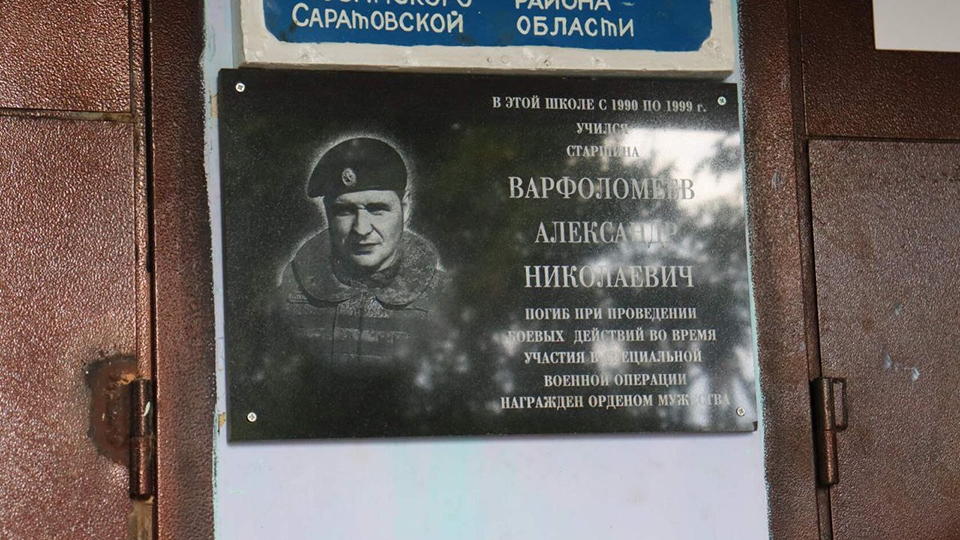 РАЙОНА
САРАТОВСКОЙ ОБЛАСТИ
В ЭТОЙ ШКОЛЕ С 1990 ПО 1999 г.
УЧИЛСЯ
СТАРШИНА
ВАРФОЛОМЕЕВ
АЛЕКСАНДР
НИКОЛАЕВИЧ
ПОГИБ ПРИ ПРОВЕДЕНИИ
БОЕВЫХ ДЕЙСТВИЙ ВО ВРЕМЯ
УЧАСТИЯ В СПЕЦИАЛЬНОЙ
ВОЕННОЙ ОПЕРАЦИИ
НАГРАЖДЕН ОРДЕНОМ МУЖЕСТВА